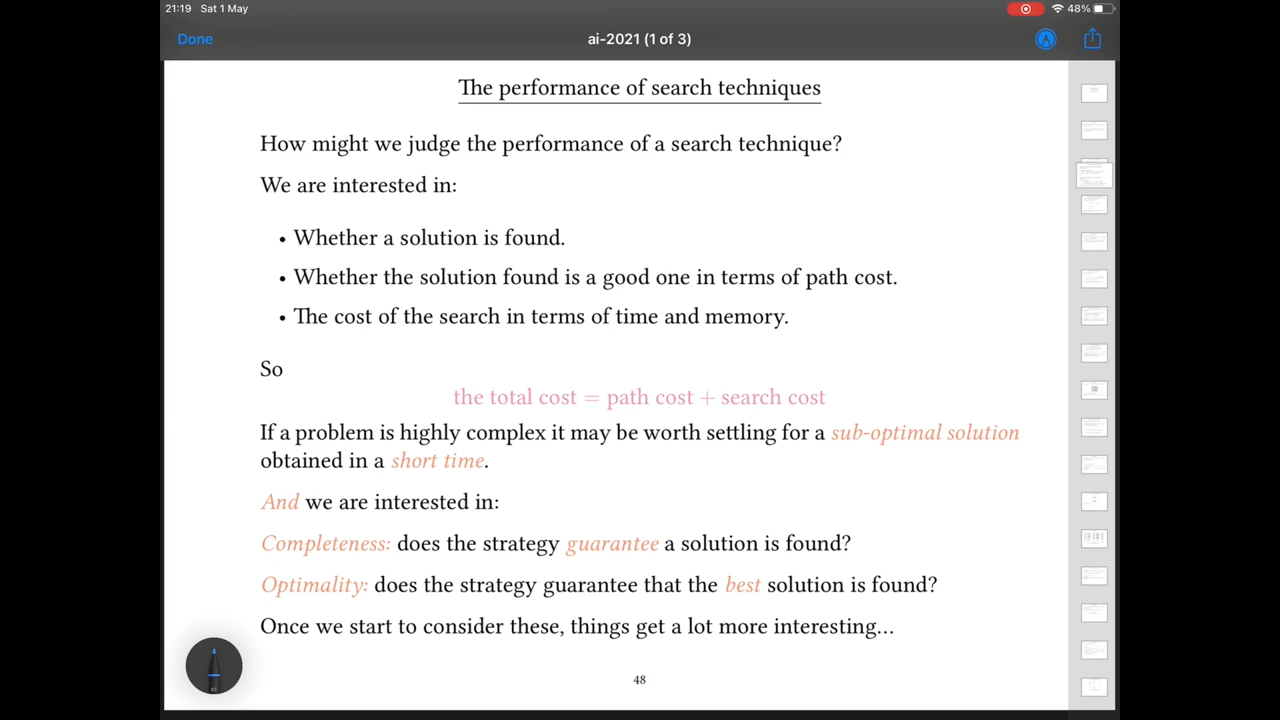 21:19 Sat 1 May
48%
Done
ai-2021 (1 of 3)
The performance of search techniques
How might we judge the performance of a search technique?
We are interested in:
• Whether a solution is found.
• Whether the solution found is a good one in terms of path cost.
• The cost of the search in terms of time and memory.
So
the total cost = path cost + search cost
If a problem is highly complex it may be worth settling for a sub-optimal solution
obtained in a short time.
And we are interested in:
Completeness: does the strategy guarantee a solution is found?
Optimality: does the strategy guarantee that the best solution is found?
Once we start to consider these, things get a lot more interesting...
48